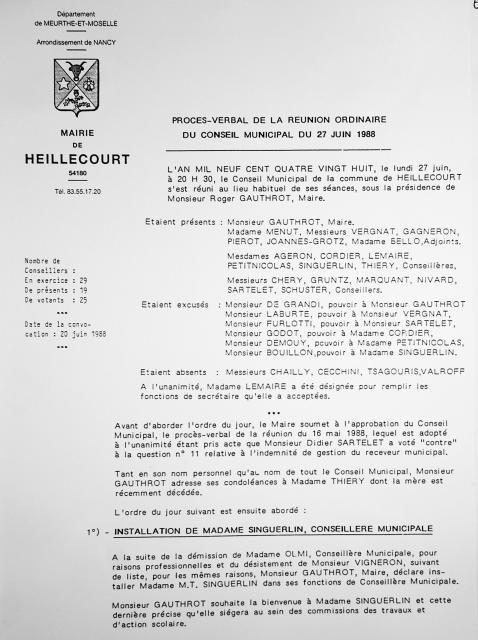 Département
de MEURTHE-ET-MOSELLE
Arrondissement de NANCY
MAIRIE
DE
HEILLECOURT
54180
Tél. 83.55.17.20
PROCES-VERBAL DE LA REUNION ORDINAIRE
DU CONSEIL MUNICIPAL DU 27 JUIN 1988
L'AN MIL NEUF CENT QUATRE VINGT HUIT, le lundi 27 juin,
à 20 H 30, le Conseil Municipal de la commune de HEILLECOURT
s'est réuni au lieu habituel de ses séances, sous la présidence de
Monsieur Roger GAUTHROT, Maire.
Etaient présents : Monsieur GAUTHROT, Maire.
Madame MENUT, Messieurs VERGNAT, GAGNERON,
PIEROT, JOANNES-GROTZ, Madame BELLO,Adjoints.
Mesdames AGERON, CORDIER, LEMAIRE,
PETITNICOLAS, SINGUERLIN, THIERY, Conseillères,
Messieurs CHERY, GRUNTZ, MARQUANT, NIVARD,
SARTELET, SCHUSTER, Conseillers.
Nombre de
Conseillers :
En exercice : 29
De présents : 19
De votants : 25
***
Date de la convo-
cation : 20 juin 1988
***
Etaient excusés : Monsieur DE GRANDI, pouvoir à Monsieur GAUTHROT
Monsieur LABURTE, pouvoir à Monsieur VERGNAT,
Monsieur FURLOTTI, pouvoir à Monsieur SARTELET,
Monsieur GODOT, pouvoir à Madame CORDIER,
Monsieur DEMOUY, pouvoir à Madame PETITNICOLAS,
Monsieur BOUILLON,pouvoir à Madame SINGUERLIN.
Etaient absents : Messieurs CHAILLY, CECCHINI, TSAGOURIS,VALROFF
A l'unanimité, Madame LEMAIRE a été désignée pour remplir les
fonctions de secrétaire qu'elle a acceptées.
***
Avant d'aborder l'ordre du jour, le Maire soumet à l'approbation du Conseil
Municipal, le procès-verbal de la réunion du 16 mai 1988, lequel est adopté
à l'unanimité étant pris acte que Monsieur Didier SARTELET a voté "contre"
à la question n° 11 relative à l'indemnité de gestion du receveur municipal.
Tant en son nom personnel qu'au nom de tout le Conseil Municipal, Monsieur
GAUTHROT adresse ses condoléances à Madame THIERY dont la mère est
récemment décédée.
L'ordre du jour suivant est ensuite abordé :
1°) - INSTALLATION DE MADAME SINGUERLIN, CONSEILLERE MUNICIPALE
A la suite de la démission de Madame OLMI, Conseillère Municipale, pour
raisons professionnelles et du désistement de Monsieur VIGNERON, suivant
de liste, pour les mêmes raisons, Monsieur GAUTHROT, Maire, déclare ins-
taller Madame M.T. SINGUERLIN dans ses fonctions de Conseillère Municipale.
Monsieur GAUTHROT souhaite la bienvenue à Madame SINGUERLIN et cette
dernière précise qu'elle siégera au sein des commissions des travaux et
d'action scolaire.